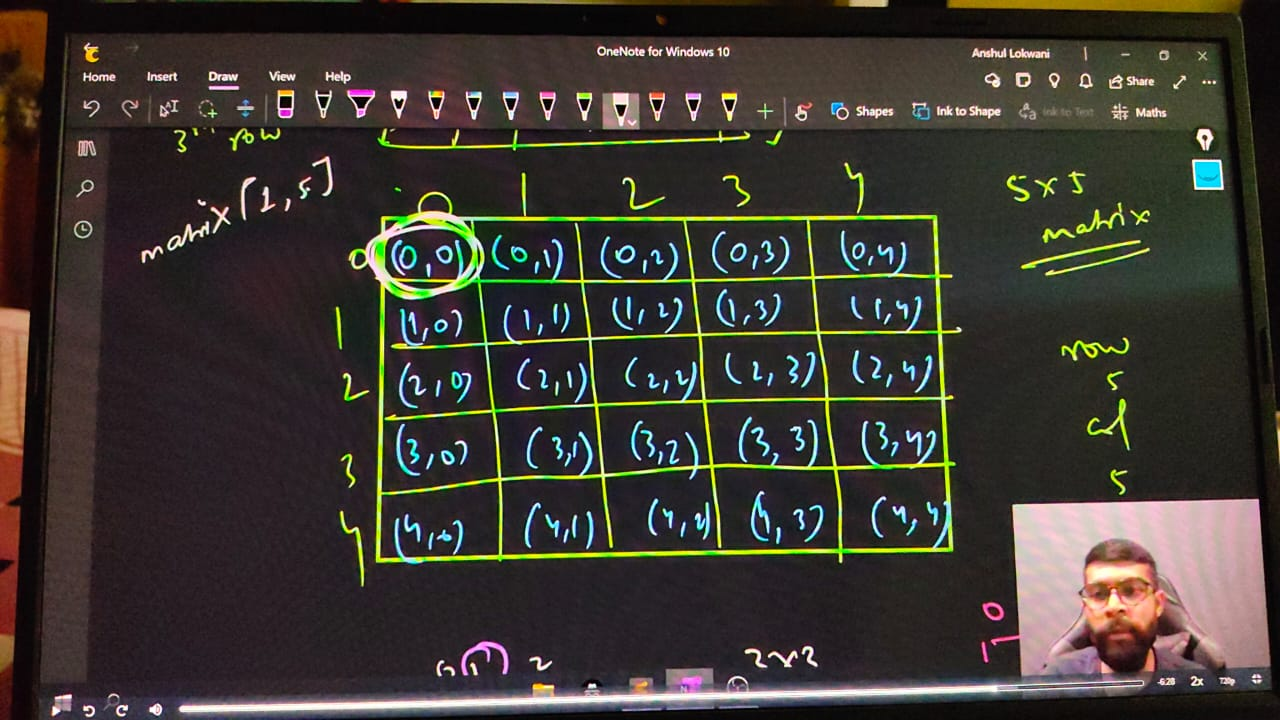 OneNote for Windows 10
Anshul Lokwani
Home Insert Draw View Help
Share
Shapes
Ink to Shape
Ink to Text
Maths
3rd row
matrix[1,5]
5x5
matrix
0 1 2 3 4
0 (0,0) (0,1) (0,2) (0,3) (0,4)
1 (1,0) (1,1) (1,2) (1,3) (1,4)
2 (2,0) (2,1) (2,2) (2,3) (2,4)
3 (3,0) (3,1) (3,2) (3,3) (3,4)
4 (4,0) (4,1) (4,2) (4,3) (4,4)
row
5
col
5
0
1
2
2x2
-6:28 2x 720p